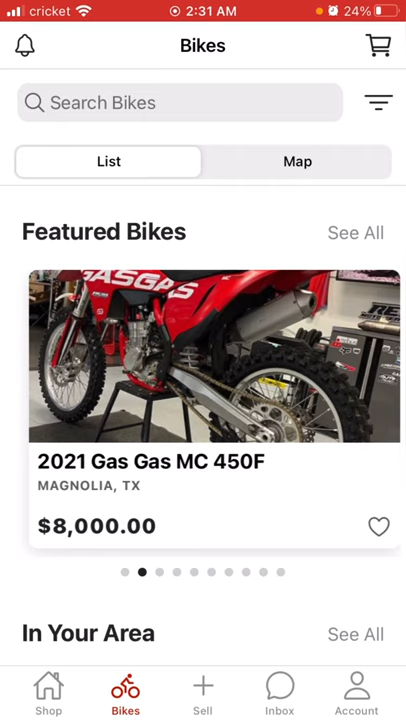 cricket 2:31 AM 24%
Bikes
Search Bikes
List Map
Featured Bikes See All
GASGAS
2021 Gas Gas MC 450F
MAGNOLIA, TX
$8,000.00
In Your Area See All
Shop Bikes Sell Inbox Account